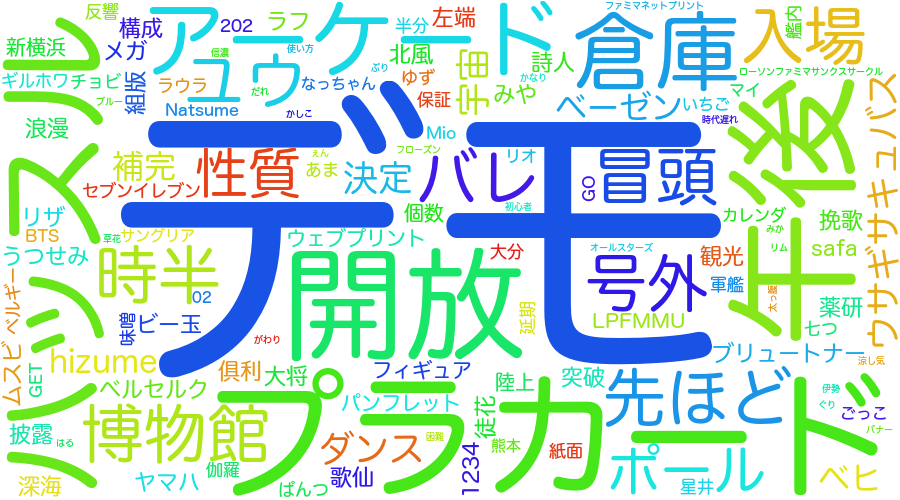 デモ
プラカード
開放
ハッスル
アーケード
午後
倉庫
博物館
先ほど
時半
バレ
冒頭
号外
入場
性質
ポール
ユウ
宇宙
ダンス
hizume
決定
補完
ベーゼン
ウサギサキュバス
ベヒ
LPFMMU
観光
突破
ブリュートナー
フィギュア
パンフレット
ベルセルク
ウェブプリント
セブンイレブン
ビー玉
味噌
ヤマハ
歌仙
伽羅
ぱんつ
1234
徒花
熊本
困難
紙面
星井
陸上
大将
倶利
深海
披露
はる
GET
ムスビ
ベルギー
うつせみ
BTS
草花
サングリア
リザ
浪漫
新横浜
ギルホワチョビ
ブルー
反響
メガ
構成
組版
ラウラ
Natsume
202
信濃
だれ
ラフ
使い方
かしこ
なっちゃん
ぷり
半分
北風
左端
ゆず
保証
Mio
フローズン
えん
あま
リオ
初心者
個数
大分
がわり
02
延期
GO
オールスターズ
軍艦
詩人
みや
かなり
ファミマネットプリント
いちご
マイ
時代遅れ
艦内
ローソンファミマサンクスサークル
カレンダ
みか
リム
挽歌
safa
薬研
太っ腹
七つ
涼し気
伊勢
ぐり
ごっこ
バナー